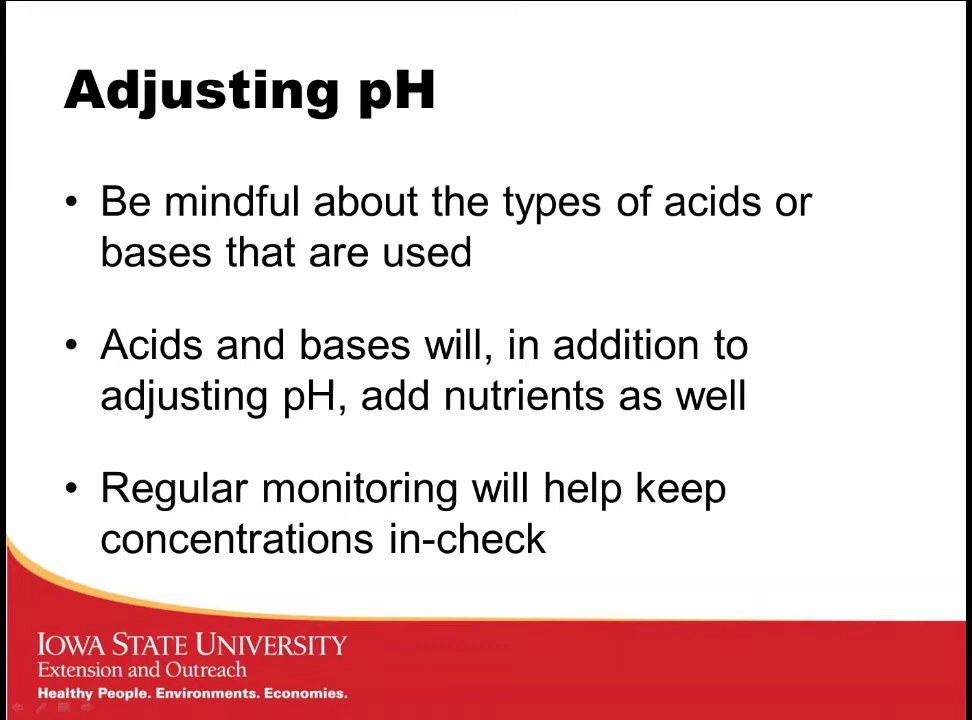 Adjusting pH
• Be mindful about the types of acids or
bases that are used
• Acids and bases will, in addition to
adjusting pH, add nutrients as well
• Regular monitoring will help keep
concentrations in-check
IOWA STATE UNIVERSITY
Extension and Outreach
Healthy People. Environments. Economies.